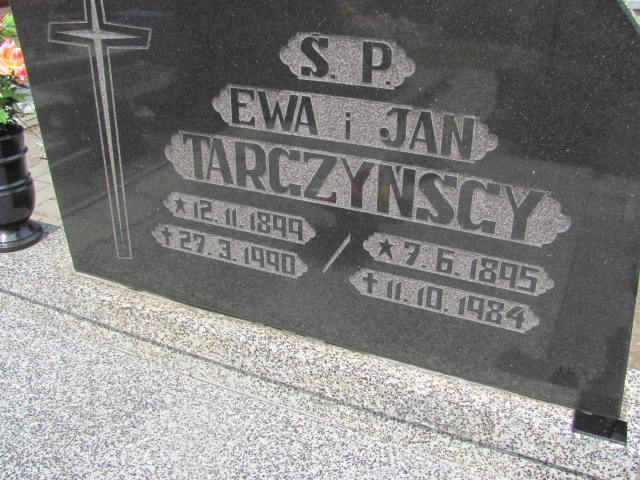 Ś. P.
EWA i JAN
TARCZYŃSCY
★ 12. 11. 1899
✝ 27. 3. 1990 / ★ 7. 6. 1895
✝ 11. 10. 1984